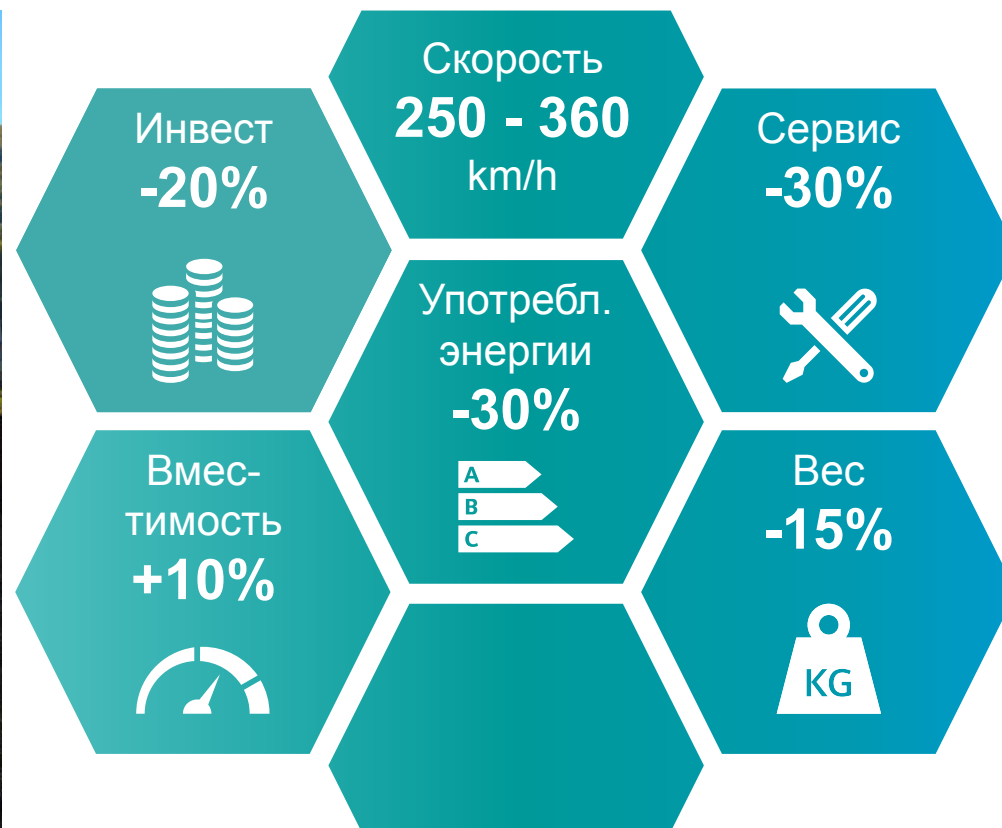 Скорость
250 - 360
km/h
Инвест
-20%
Сервис
-30%
Употребл.
энергии
-30%
A
B
C
Вмес-
тимость
+10%
Вес
-15%
KG